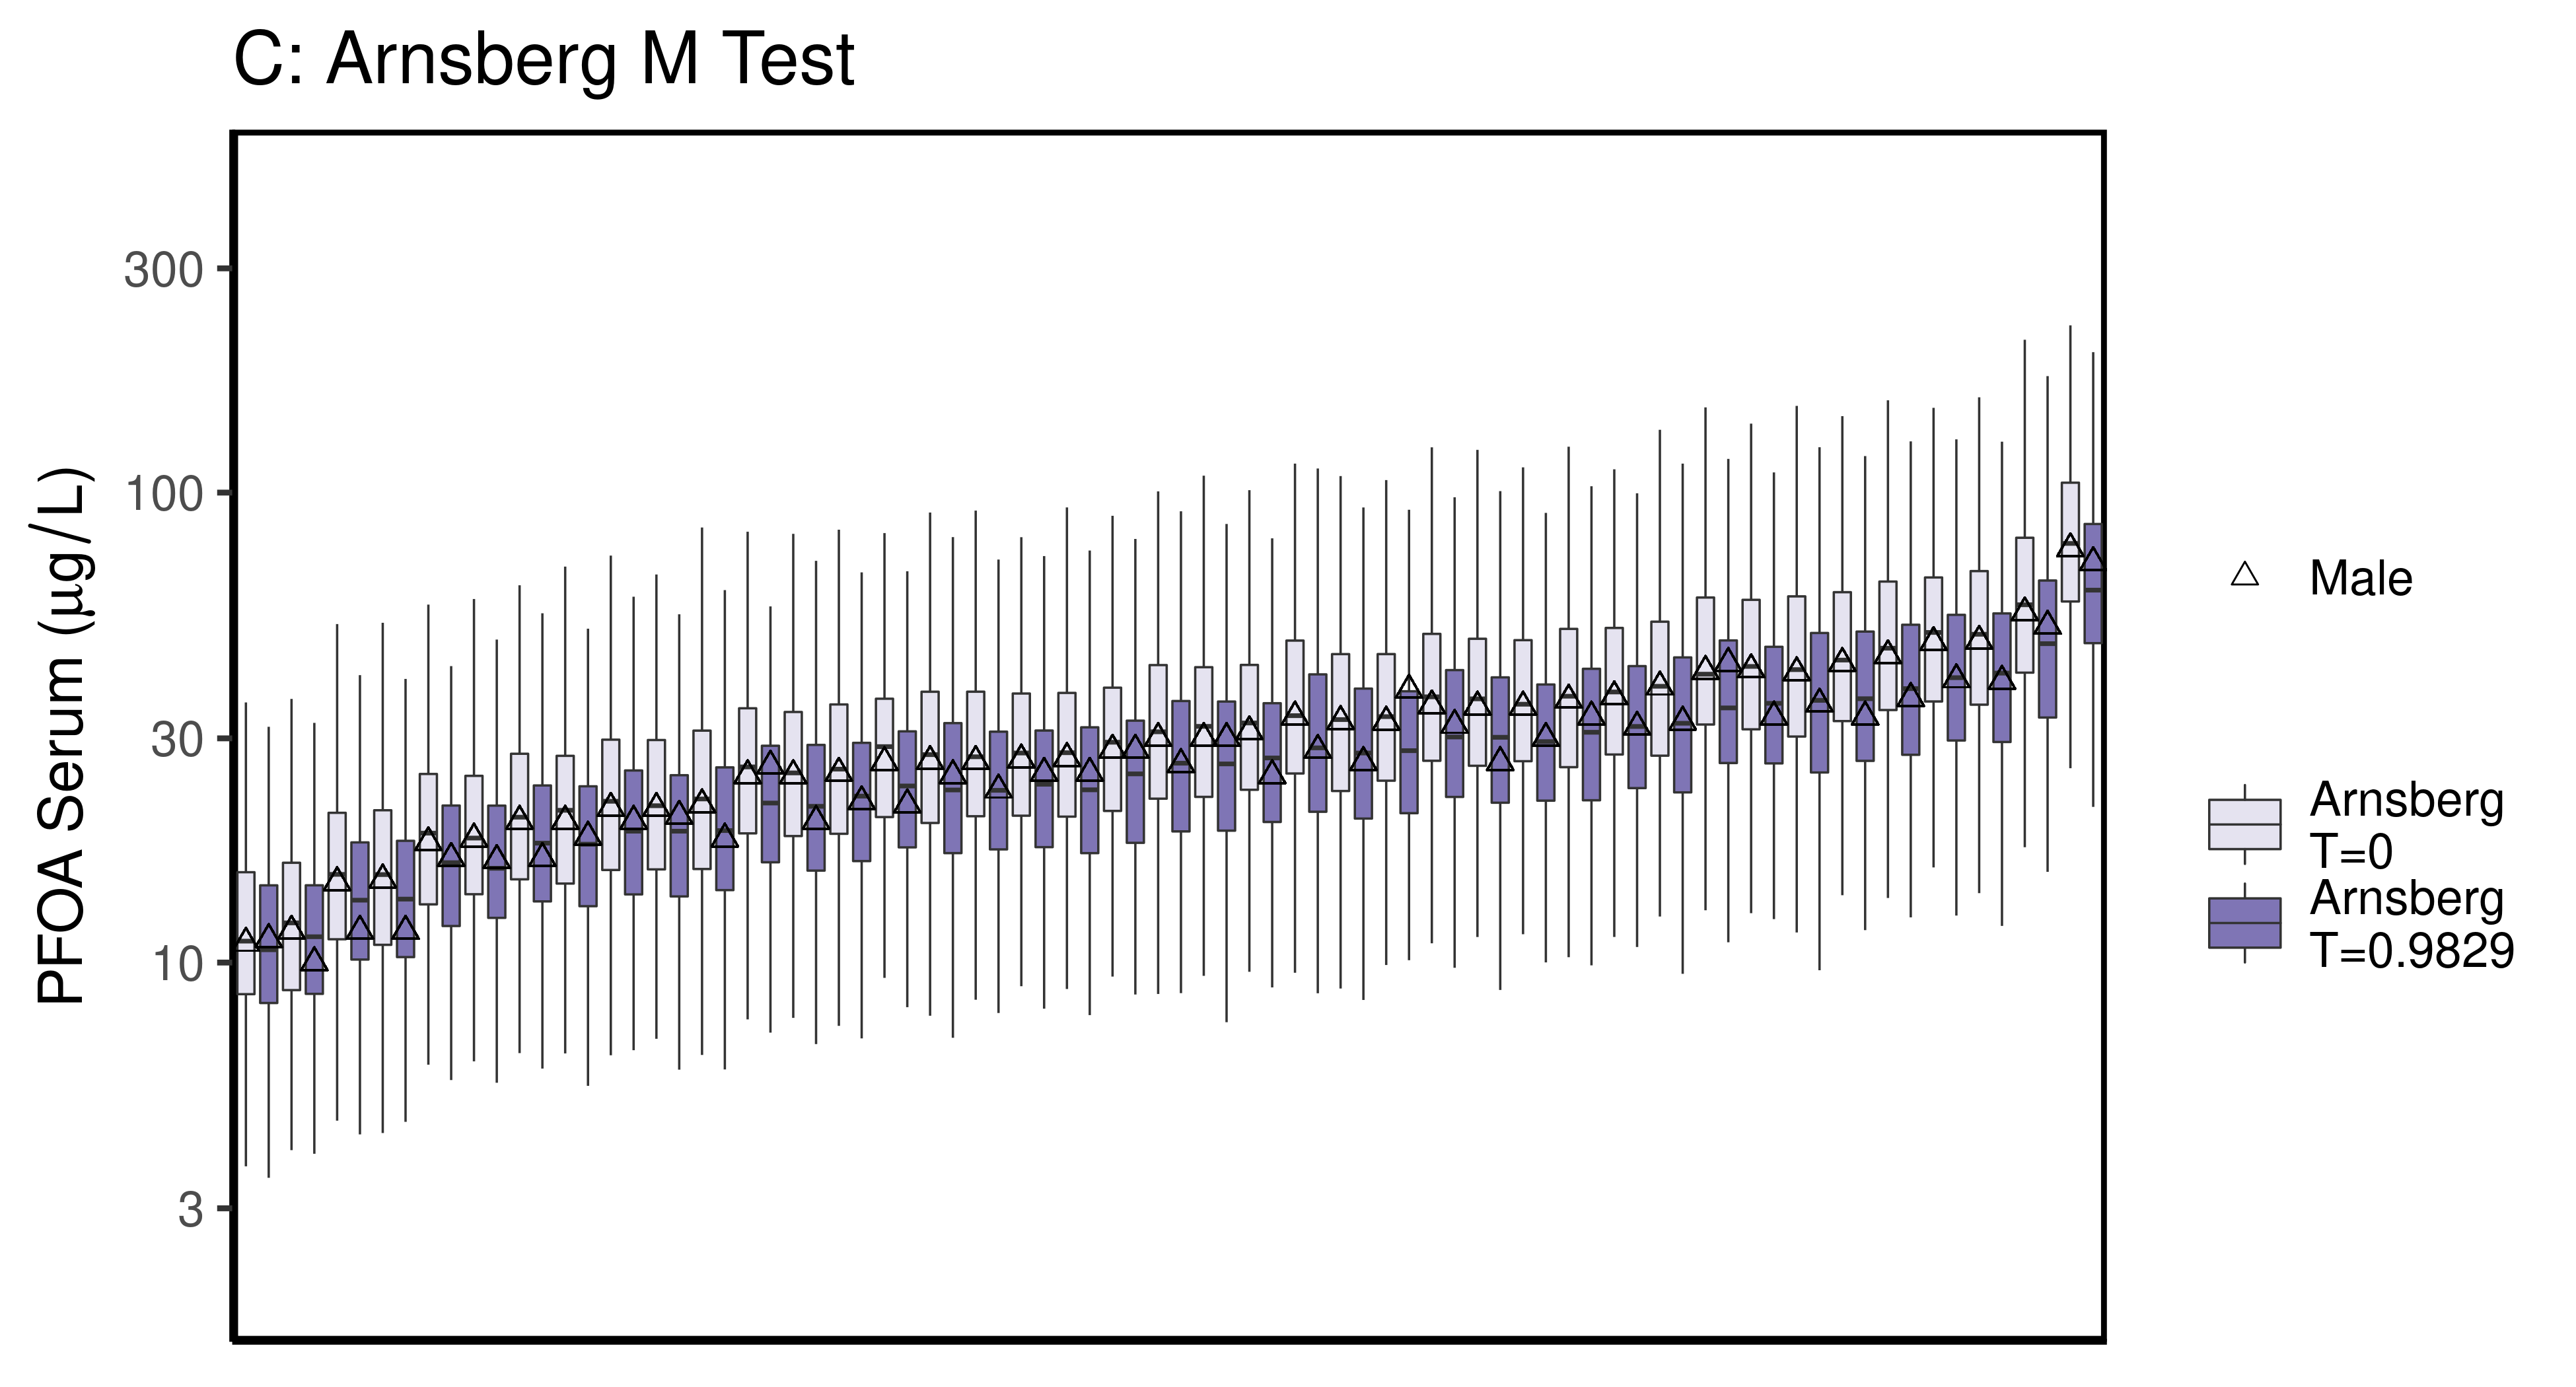 C: Arnsberg M Test
PFOA Serum (μg/L)
300
100
30
10
3
Male
Arnsberg
T=0
Arnsberg
T=0.9829